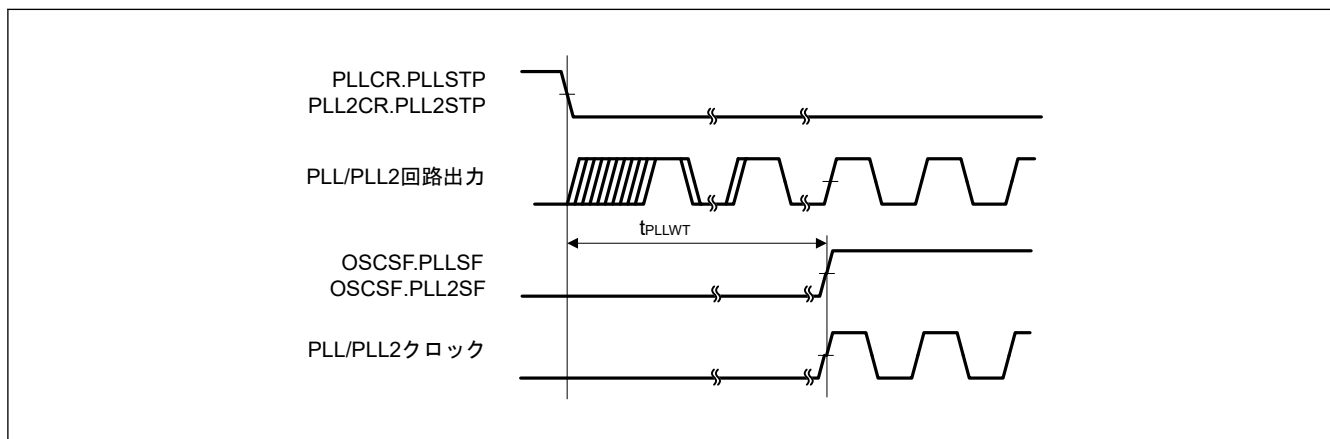 PLLCR.PLLSTP
PLL2CR.PLL2STP
PLL/PLL2回路出力
tPLLWT
OSCSF.PLLSF
OSCSF.PLL2SF
PLL/PLL2クロック